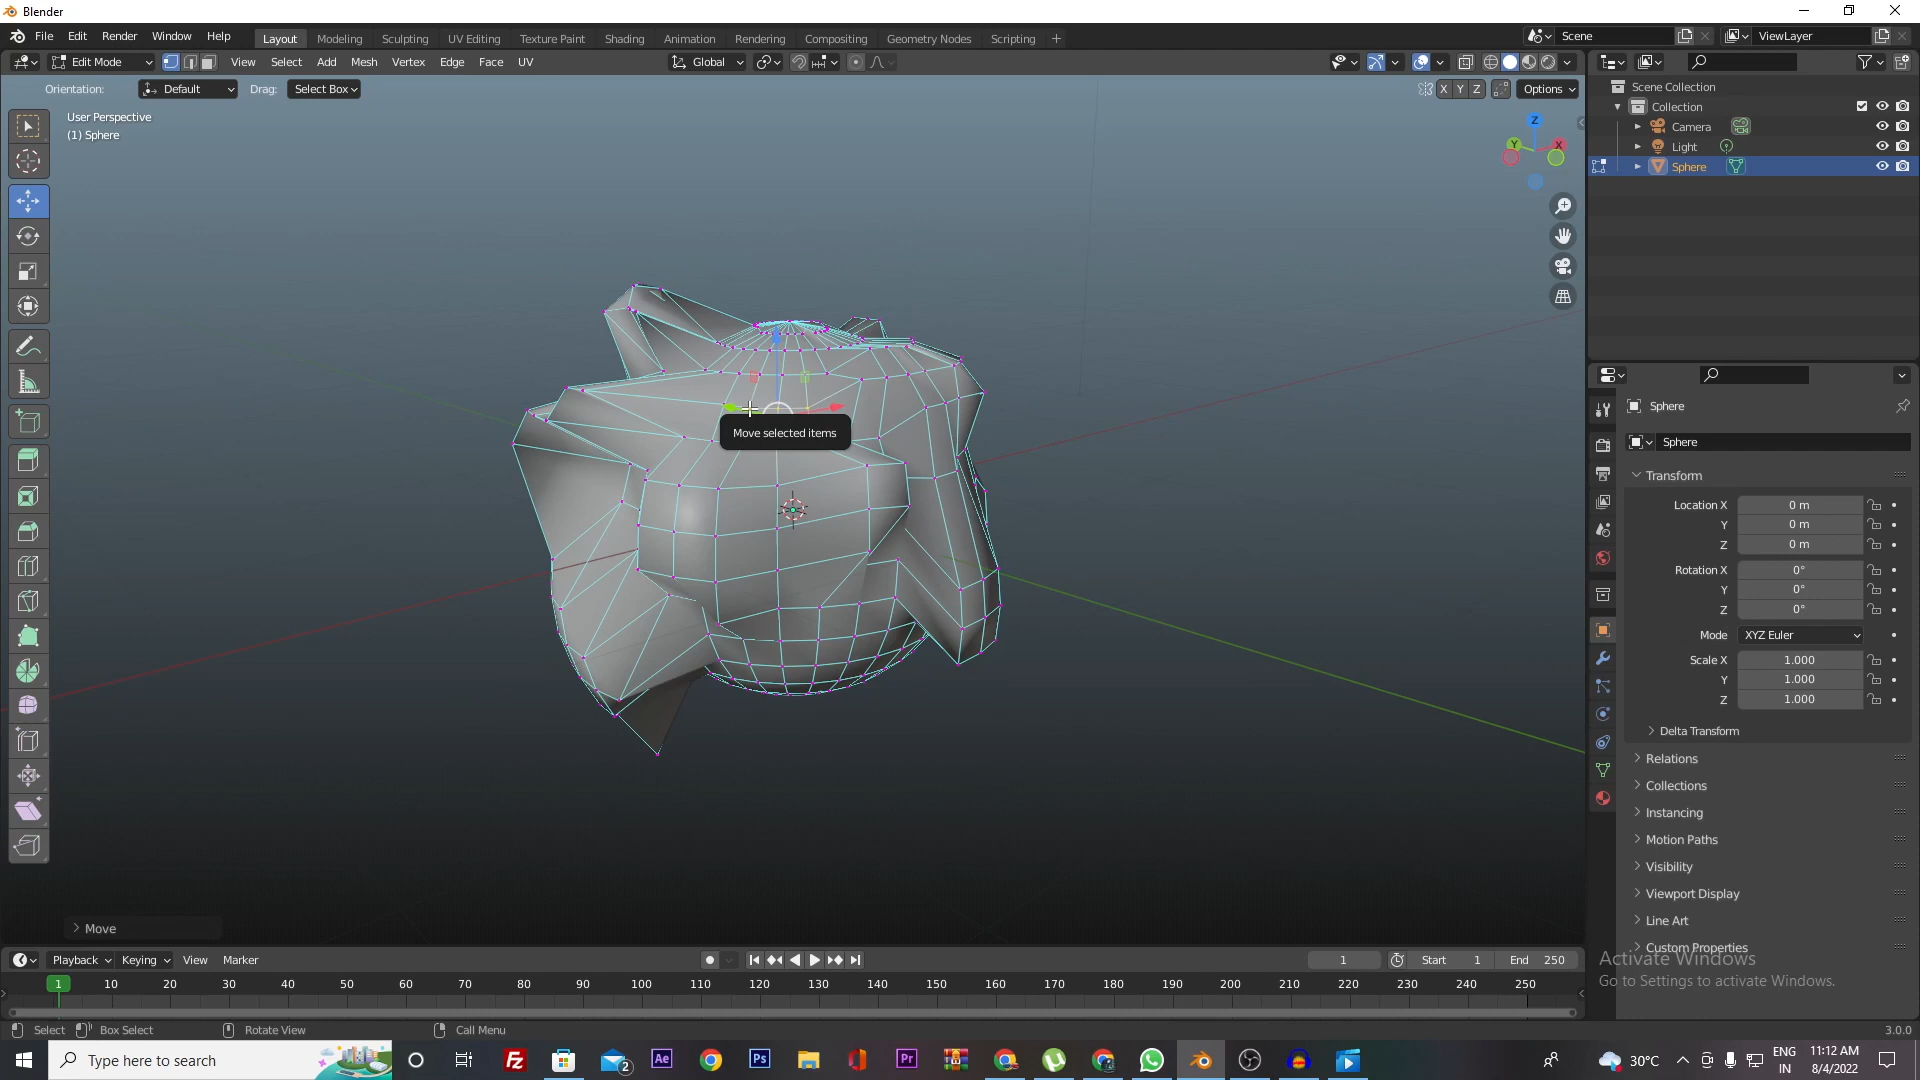 Blender
File Edit Render Window Help
Layout Modeling Sculpting UV Editing Texture Paint Shading Animation Rendering Compositing Geometry Nodes Scripting +
Scene ViewLayer
Edit Mode View Select Add Mesh Vertex Edge Face UV
Global
Orientation: Default Drag: Select Box
X Y Z Options
User Perspective
(1) Sphere
Z
Y X
Move selected items
Scene Collection
Collection
Camera
Light
Sphere
Sphere
Sphere
Transform
Location X 0 m
Y 0 m
Z 0 m
Rotation X 0°
Y 0°
Z 0°
Mode XYZ Euler
Scale X 1.000
Y 1.000
Z 1.000
Delta Transform
Relations
Collections
Instancing
Motion Paths
Visibility
Viewport Display
Line Art
Custom Properties
Activate Windows
Go to Settings to activate Windows.
Move
Playback Keying View Marker
1 Start 1 End 250
1 10 20 30 40 50 60 70 80 90 100 110 120 130 140 150 160 170 180 190 200 210 220 230 240 250
Select Box Select Rotate View Call Menu
3.0.0
Type here to search
2
Ae
Ps
Pr
30°C
ENG
IN
11:12 AM
8/4/2022